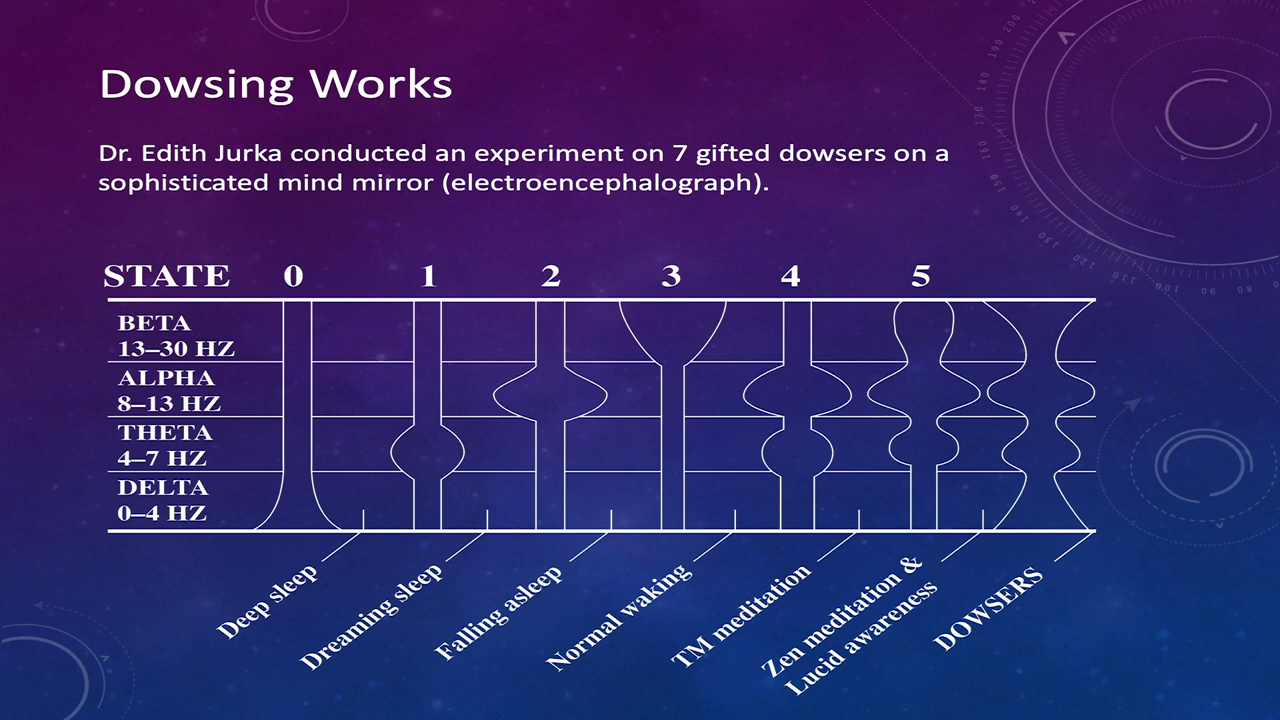 Dowsing Works
Dr. Edith Jurka conducted an experiment on 7 gifted dowsers on a
sophisticated mind mirror (electroencephalograph).
STATE 0 1 2 3 4 5
BETA
13–30 HZ
ALPHA
8–13 HZ
THETA
4–7 HZ
DELTA
0–4 HZ
Deep sleep
Dreaming sleep
Falling asleep
Normal waking
TM meditation
Zen meditation &
Lucid awareness
DOWSERS